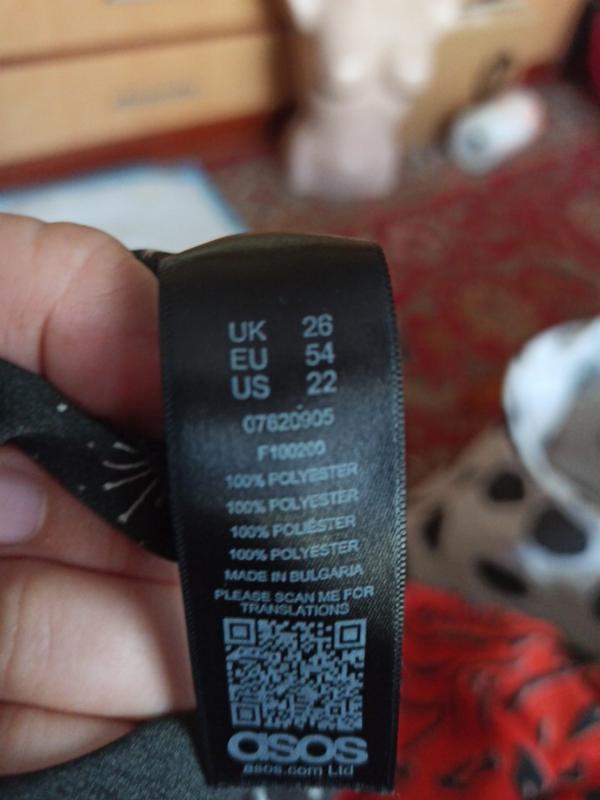 UK 26
EU 54
US 22
07620905
F100200
100% POLYESTER
100% POLYESTER
100% POLIÉSTER
100% POLYESTER
MADE IN BULGARIA
PLEASE SCAN ME FOR
TRANSLATIONS
asos
asos.com Ltd